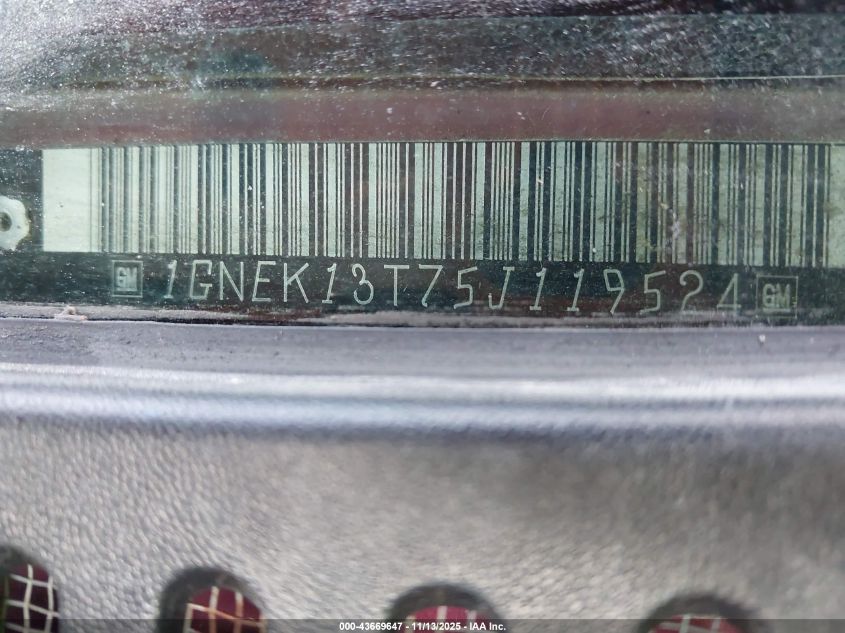 GM 1GNEK13T75J119524 GM
000-43669647 - 11/13/2025 - IAA Inc.